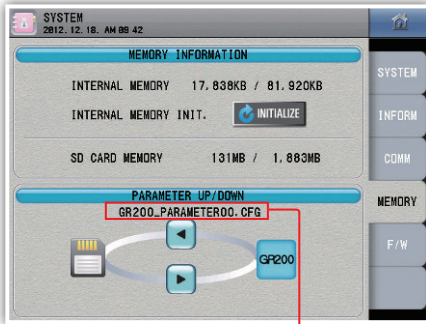 SYSTEM
2012. 12. 18. AM 09 42
MEMORY INFORMATION
INTERNAL MEMORY 17,838KB / 81,920KB
INTERNAL MEMORY INIT. INITIALIZE
SD CARD MEMORY 131MB / 1,883MB
PARAMETER UP/DOWN
GR200_PARAMETER00.CFG
GR200
SYSTEM
INFORM
COMM
MEMORY
F/W